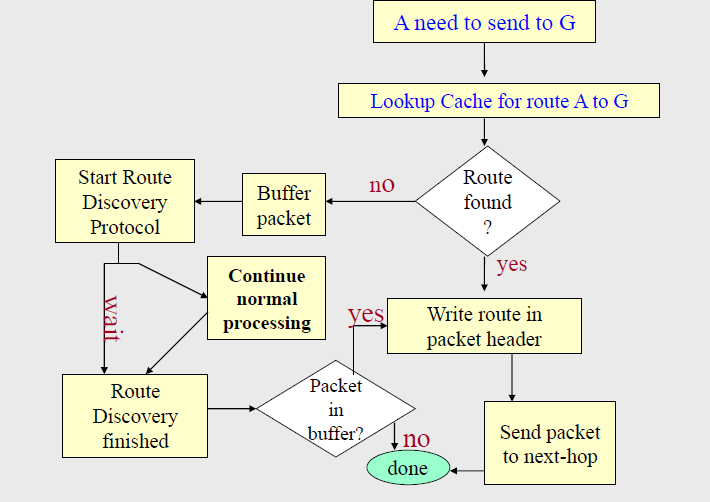 A need to send to G
Lookup Cache for route A to G
Route
found
?
no
Buffer
packet
Start Route
Discovery
Protocol
yes
wait
Continue
normal
processing
Write route in
packet header
yes
Route
Discovery
finished
Packet
in
buffer?
no
Send packet
to next-hop
done